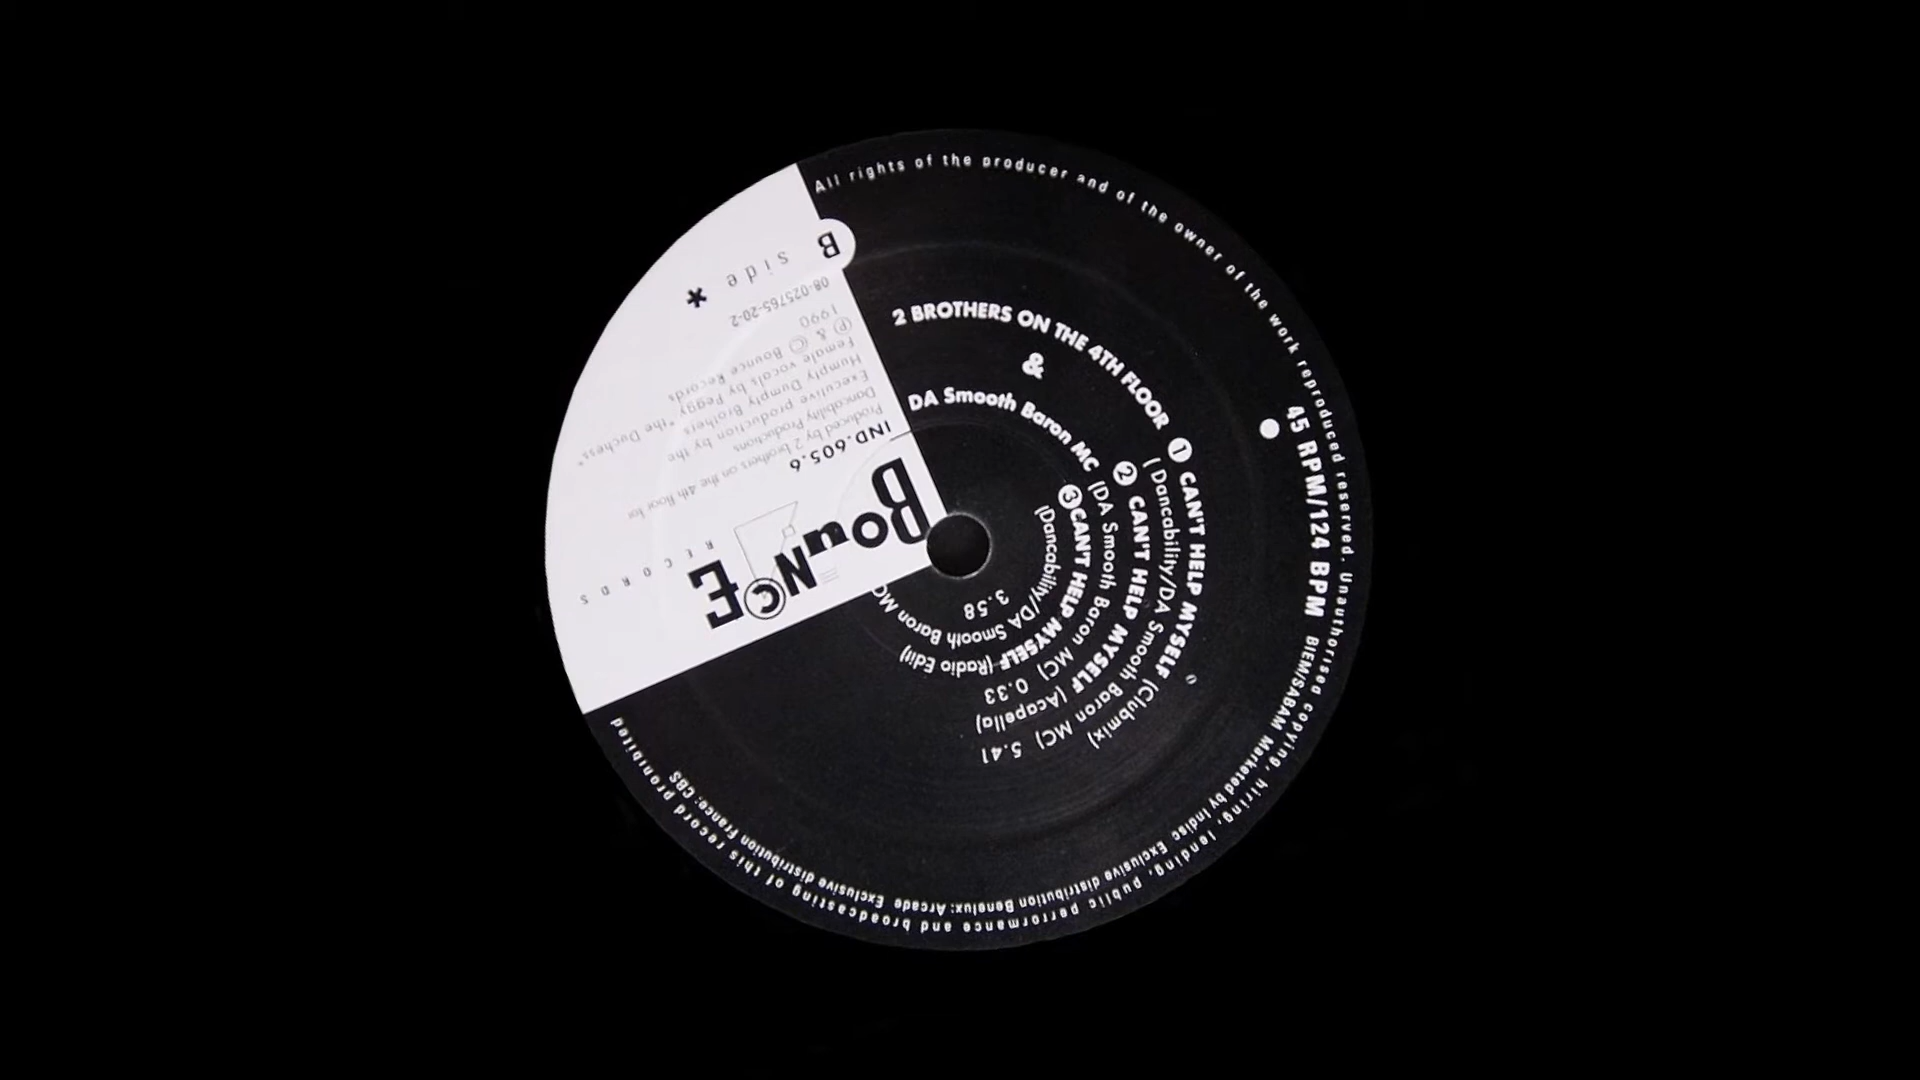 All rights of the producer and of the owner of the work reproduced reserved. Unauthorised copying, hiring, lending, public performance and broadcasting of this record prohibited
45 RPM/124 BPM BIEM/SABAM Marketed by Indisc Exclusive distribution Benelux: Arcade Exclusive distribution France: CBS
2 BROTHERS ON THE 4TH FLOOR
&
DA Smooth Baron MC
1 CAN'T HELP MYSELF (Clubmix)
(Dancability/DA Smooth Baron MC) 5.41
2 CAN'T HELP MYSELF (Acapella)
(DA Smooth Baron MC) 0.33
3 CAN'T HELP MYSELF (Radio Edit)
(Dancability/DA Smooth Baron MC)
3.58
BOUNCE
RECORDS
IND.605.6
Produced by 2 brothers on the 4th floor for
Dancability Productions
Executive production by the
Humpty Dumpty Brothers
Female vocals by Peggy "the Duchess"
℗ & © Bounce Records
1990
08-025765-20-2
B side *